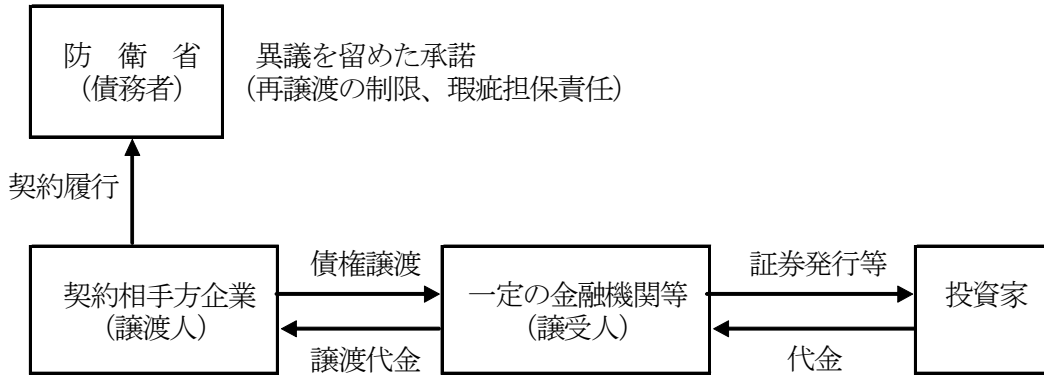 防　衛　省
（債務者）
異議を留めた承諾
（再譲渡の制限、瑕疵担保責任）
契約履行
契約相手方企業
（譲渡人）
債権譲渡
譲渡代金
一定の金融機関等
（譲受人）
証券発行等
代金
投資家